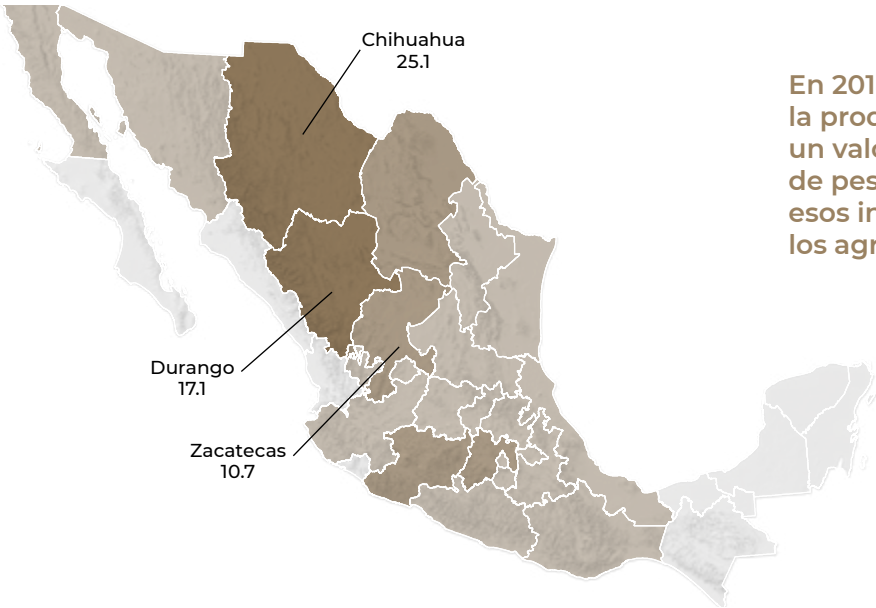 Chihuahua
25.1
En 201
la proc
un valo
de pes
esos in
los agr
Durango
17.1
Zacatecas
10.7